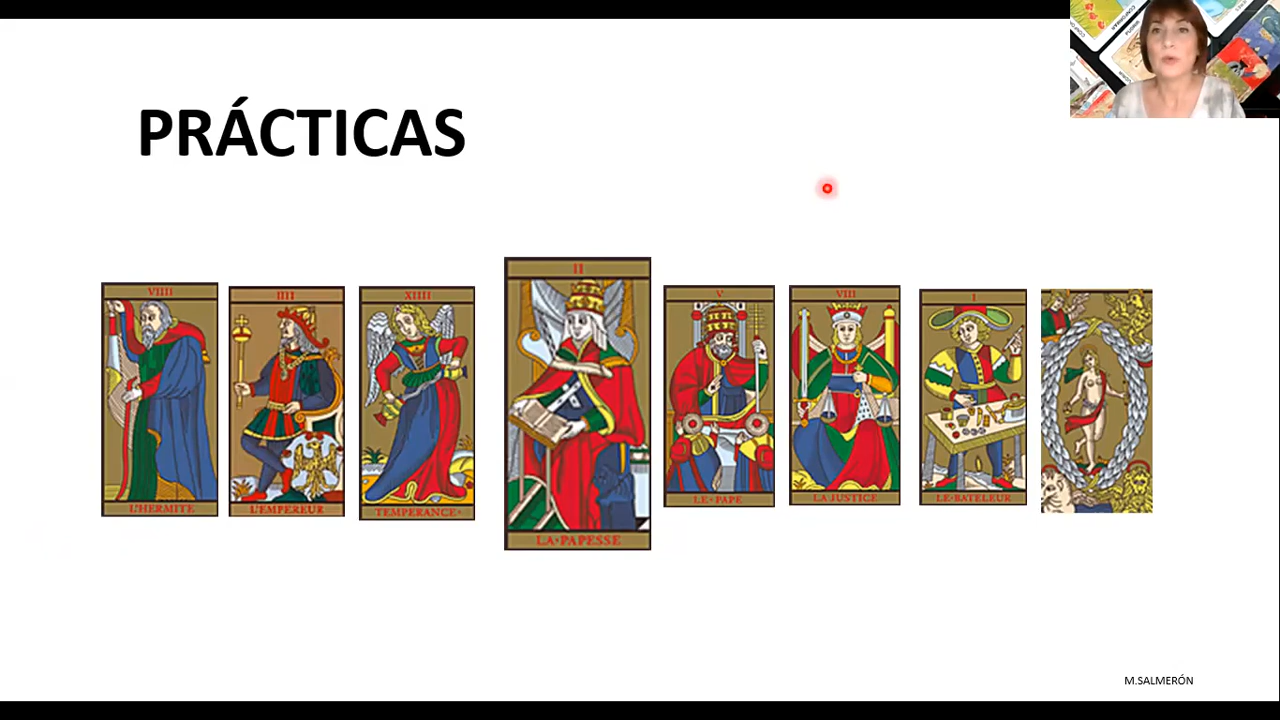 PRÁCTICAS
VIIII
IIII
XIIII
II
V
VIII
I
L'HERMITE
L'EMPEREUR
TEMPERANCE
LA•PAPESSE
LE•PAPE
LA JUSTICE
LE•BATELEUR
M.SALMERÓN